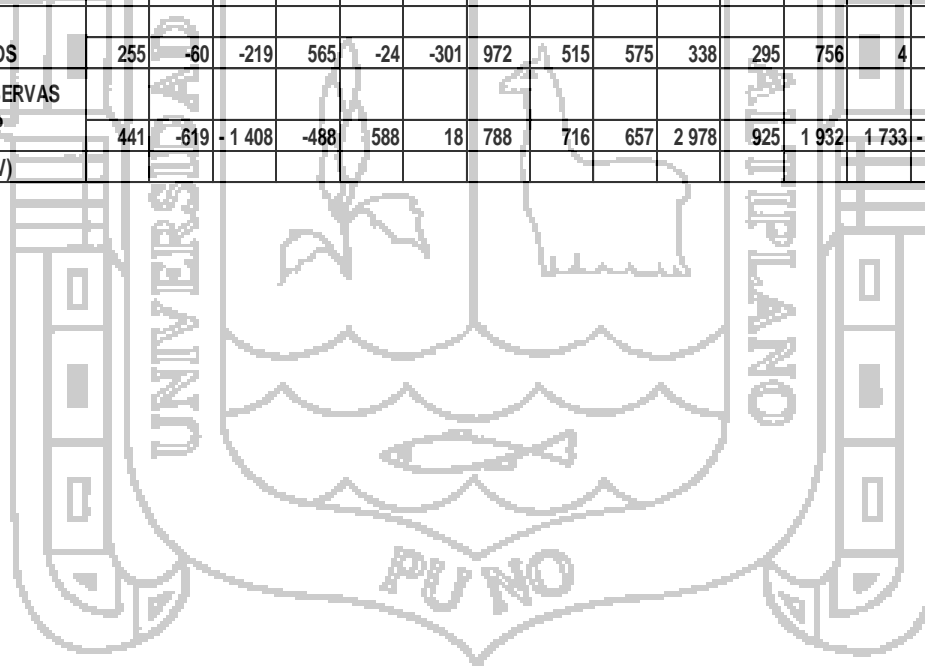 OS 255 -60 -219 565 -24 -301 972 515 575 338 295 756 4
ERVAS
441 -619 - 1 408 -488 588 18 788 716 657 2 978 925 1 932 1 733 -
V)
UNIVERSIDAD
ALTIPLANO
PUNO